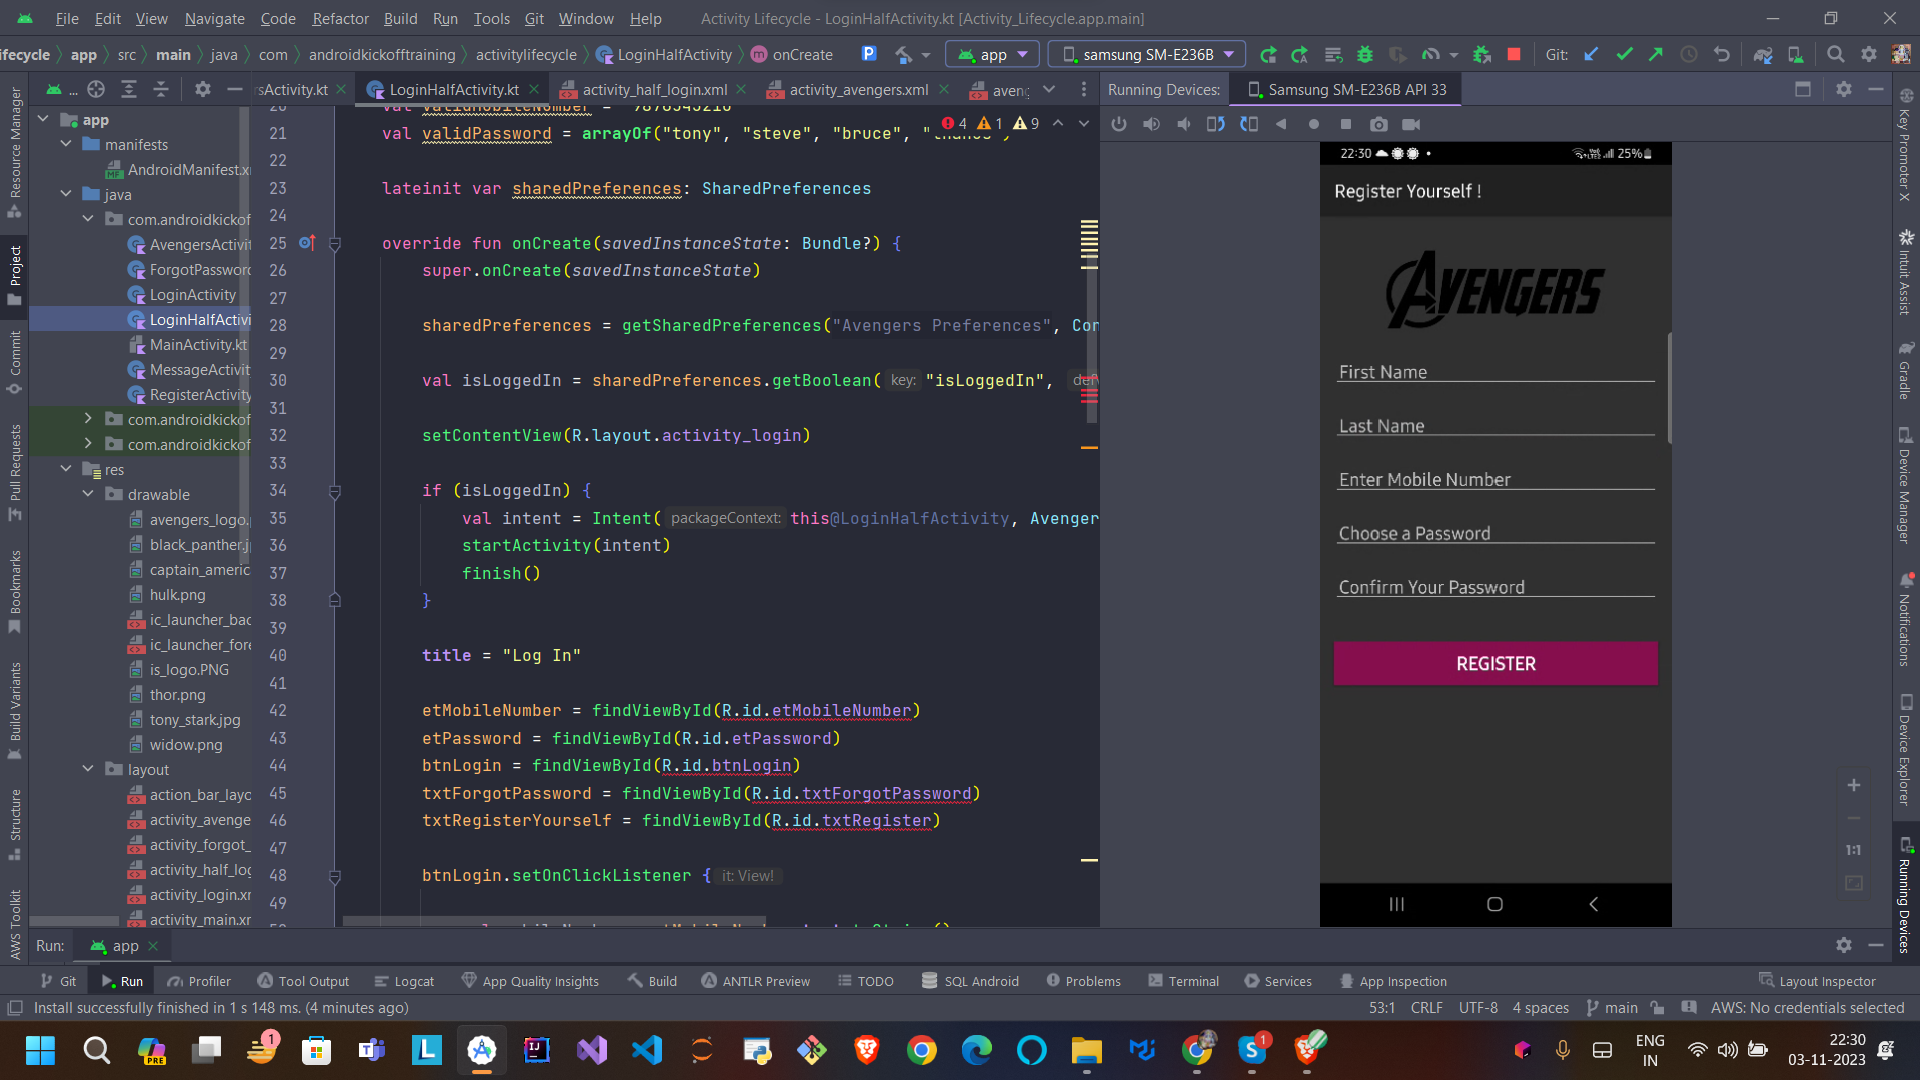 File Edit View Navigate Code Refactor Build Run Tools Git Window Help Activity Lifecycle - LoginHalfActivity.kt [Activity_Lifecycle.app.main]
ifecycle app src main java com androidkickofftraining activitylifecycle LoginHalfActivity m onCreate P app samsung SM-E236B Git:
... rsActivity.kt LoginHalfActivity.kt activity_half_login.xml activity_avengers.xml aveng Running Devices: Samsung SM-E236B API 33
4 1 9
Resource Manager
Project
Commit
Pull Requests
Bookmarks
Build Variants
Structure
AWS Toolkit
app
manifests
AndroidManifest.x
java
com.androidkickof
AvengersActivit
ForgotPassword
LoginActivity
LoginHalfActivi
MainActivity.kt
MessageActivit
RegisterActivity
com.androidkickof
com.androidkickof
res
drawable
avengers_logo.
black_panther.j
captain_americ
hulk.png
ic_launcher_bac
ic_launcher_fore
is_logo.PNG
thor.png
tony_stark.jpg
widow.png
layout
action_bar_layo
activity_avenge
activity_forgot_
activity_half_log
activity_login.xr
activity_main.xr
21 val validPassword = arrayOf("tony", "steve", "bruce",
22
23 lateinit var sharedPreferences: SharedPreferences
24
25 override fun onCreate(savedInstanceState: Bundle?) {
26 super.onCreate(savedInstanceState)
27
28 sharedPreferences = getSharedPreferences("Avengers Preferences", Con
29
30 val isLoggedIn = sharedPreferences.getBoolean( key: "isLoggedIn", defV
31
32 setContentView(R.layout.activity_login)
33
34 if (isLoggedIn) {
35 val intent = Intent( packageContext: this@LoginHalfActivity, Avenger
36 startActivity(intent)
37 finish()
38 }
39
40 title = "Log In"
41
42 etMobileNumber = findViewById(R.id.etMobileNumber)
43 etPassword = findViewById(R.id.etPassword)
44 btnLogin = findViewById(R.id.btnLogin)
45 txtForgotPassword = findViewById(R.id.txtForgotPassword)
46 txtRegisterYourself = findViewById(R.id.txtRegister)
47
48 btnLogin.setOnClickListener { it: View!
49
22:30 25%
Register Yourself !
AVENGERS
First Name
Last Name
Enter Mobile Number
Choose a Password
Confirm Your Password
REGISTER
1:1
Key Promoter X
Intuit Assist
Gradle
Device Manager
Notifications
Device Explorer
Running Devices
Run: app
Git Run Profiler Tool Output Logcat App Quality Insights Build ANTLR Preview TODO SQL Android Problems Terminal Services App Inspection Layout Inspector
Install successfully finished in 1 s 148 ms. (4 minutes ago) 53:1 CRLF UTF-8 4 spaces main AWS: No credentials selected
PRE 1 L 1 ENG 22:30
IN 03-11-2023